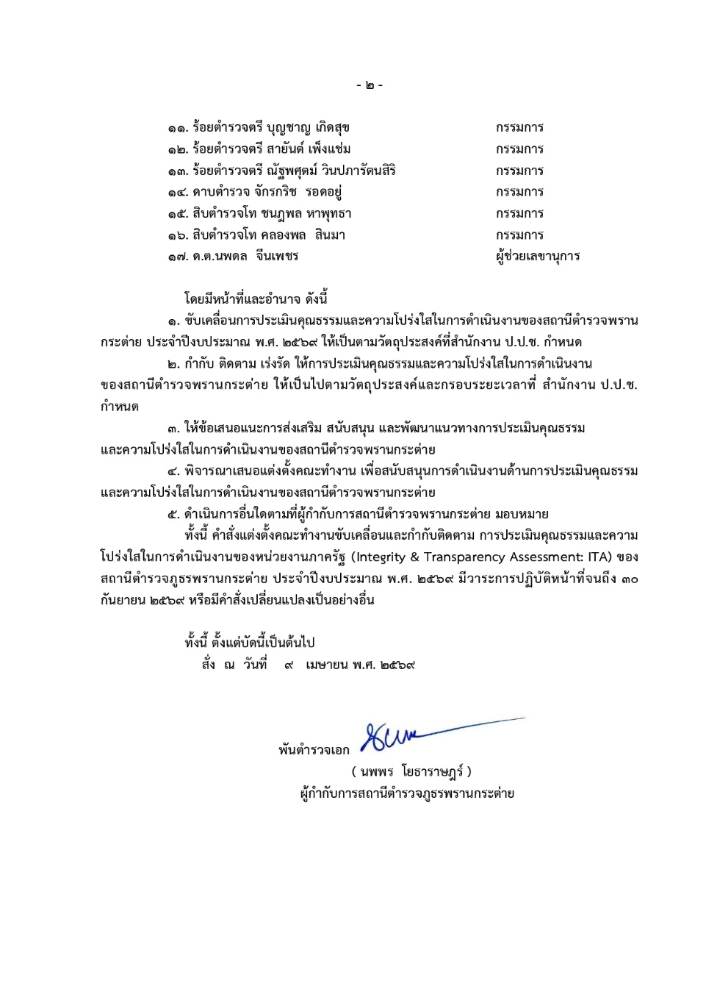 - ๒ -
๑๑. ร้อยตำรวจตรี บุญชาญ เกิดสุข กรรมการ
๑๒. ร้อยตำรวจตรี สายันต์ เพ็งแช่ม กรรมการ
๑๓. ร้อยตำรวจตรี ณัฐพศุตม์ วินปภารัตนสิริ กรรมการ
๑๔. ดาบตำรวจ จักรกริช รอดอยู่ กรรมการ
๑๕. สิบตำรวจโท ชนฎพล หาพุทธา กรรมการ
๑๖. สิบตำรวจโท คลองพล สินมา กรรมการ
๑๗. ด.ต.นพดล จีนเพชร ผู้ช่วยเลขานุการ
โดยมีหน้าที่และอำนาจ ดังนี้
๑. ขับเคลื่อนการประเมินคุณธรรมและความโปร่งใสในการดำเนินงานของสถานีตำรวจพราน
กระต่าย ประจำปีงบประมาณ พ.ศ. ๒๕๖๙ ให้เป็นตามวัตถุประสงค์ที่สำนักงาน ป.ป.ช. กำหนด
๒. กำกับ ติดตาม เร่งรัด ให้การประเมินคุณธรรมและความโปร่งใสในการดำเนินงาน
ของสถานีตำรวจพรานกระต่าย ให้เป็นไปตามวัตถุประสงค์และกรอบระยะเวลาที่ สำนักงาน ป.ป.ช.
กำหนด
๓. ให้ข้อเสนอแนะการส่งเสริม สนับสนุน และพัฒนาแนวทางการประเมินคุณธรรม
และความโปร่งใสในการดำเนินงานของสถานีตำรวจพรานกระต่าย
๔. พิจารณาเสนอแต่งตั้งคณะทำงาน เพื่อสนับสนุนการดำเนินงานด้านการประเมินคุณธรรม
และความโปร่งใสในการดำเนินงานของสถานีตำรวจพรานกระต่าย
๕. ดำเนินการอื่นใดตามที่ผู้กำกับการสถานีตำรวจพรานกระต่าย มอบหมาย
ทั้งนี้ คำสั่งแต่งตั้งคณะทำงานขับเคลื่อนและกำกับติดตาม การประเมินคุณธรรมและความ
โปร่งใสในการดำเนินงานของหน่วยงานภาครัฐ (Integrity & Transparency Assessment: ITA) ของ
สถานีตำรวจภูธรพรานกระต่าย ประจำปีงบประมาณ พ.ศ. ๒๕๖๙ มีวาระการปฏิบัติหน้าที่จนถึง ๓๐
กันยายน ๒๕๖๙ หรือมีคำสั่งเปลี่ยนแปลงเป็นอย่างอื่น
ทั้งนี้ ตั้งแต่บัดนี้เป็นต้นไป
สั่ง ณ วันที่ ๙ เมษายน พ.ศ. ๒๕๖๙
พันตำรวจเอก
( นพพร โยธาราษฎร์ )
ผู้กำกับการสถานีตำรวจภูธรพรานกระต่าย